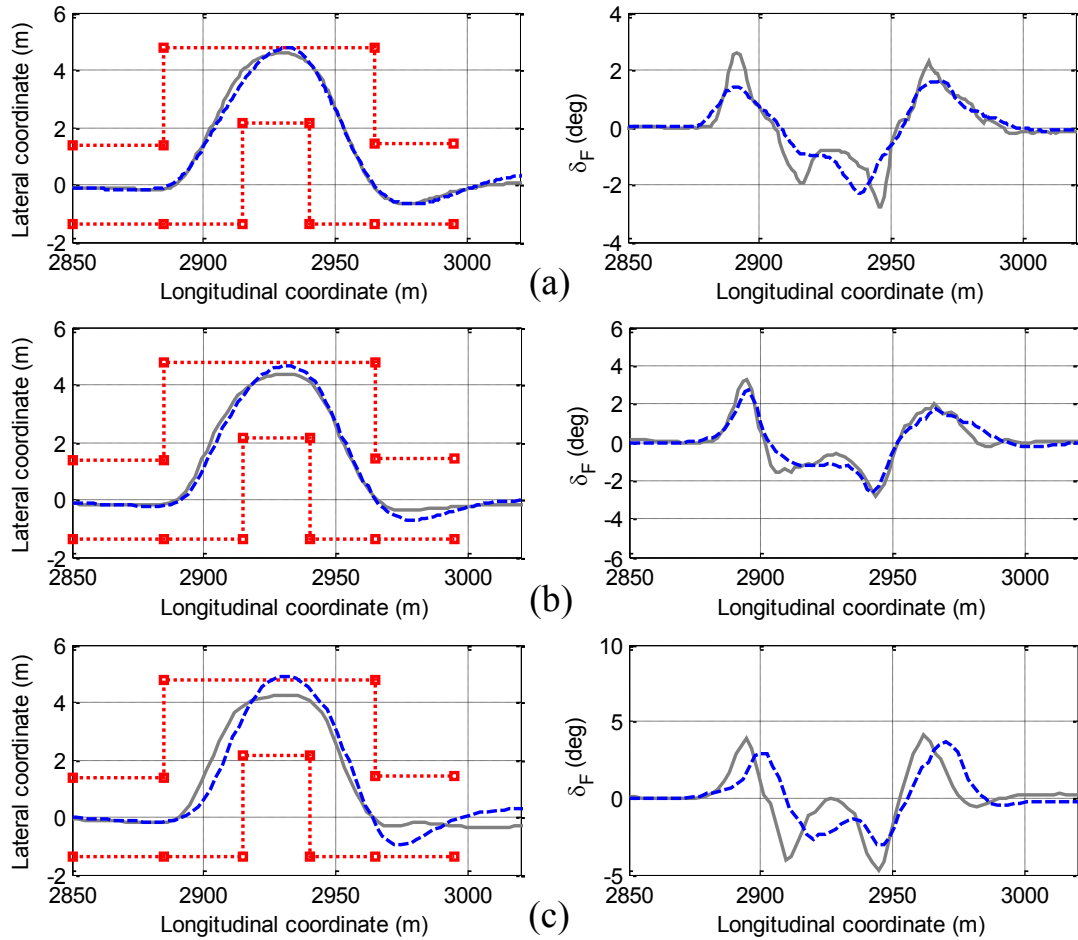 6
4
2
0
-2
Lateral coordinate (m)
2850 2900 2950 3000
Longitudinal coordinate (m)
4
2
0
-2
-4
δF (deg)
2850 2900 2950 3000
Longitudinal coordinate (m)
(a)
6
4
2
0
-2
Lateral coordinate (m)
2850 2900 2950 3000
Longitudinal coordinate (m)
6
4
2
0
-2
-4
-6
δF (deg)
2850 2900 2950 3000
Longitudinal coordinate (m)
(b)
6
4
2
0
-2
Lateral coordinate (m)
2850 2900 2950 3000
Longitudinal coordinate (m)
10
5
0
-5
δF (deg)
2850 2900 2950 3000
Longitudinal coordinate (m)
(c)